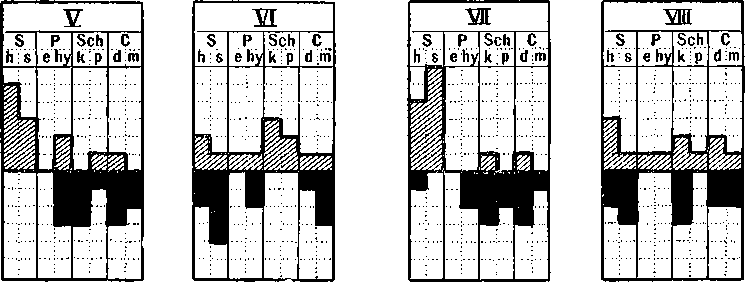 V VI VII VIII
S P Sch C S P Sch C S P Sch C S P Sch C
h s e hy k p d m h s e hy k p d m h s e hy k p d m h s e hy k p d m